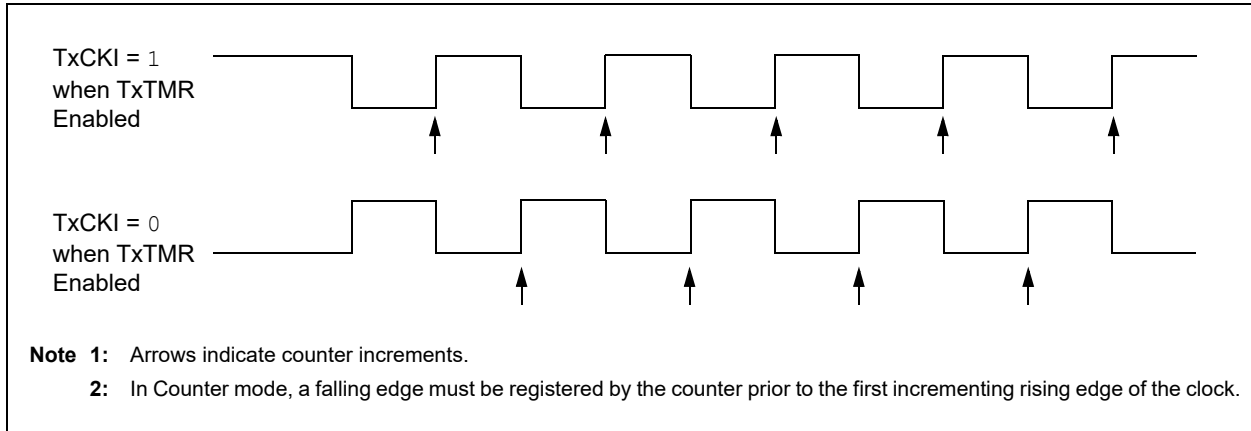 TxCKI = 1
when TxTMR
Enabled
TxCKI = 0
when TxTMR
Enabled
Note 1: Arrows indicate counter increments.
2: In Counter mode, a falling edge must be registered by the counter prior to the first incrementing rising edge of the clock.